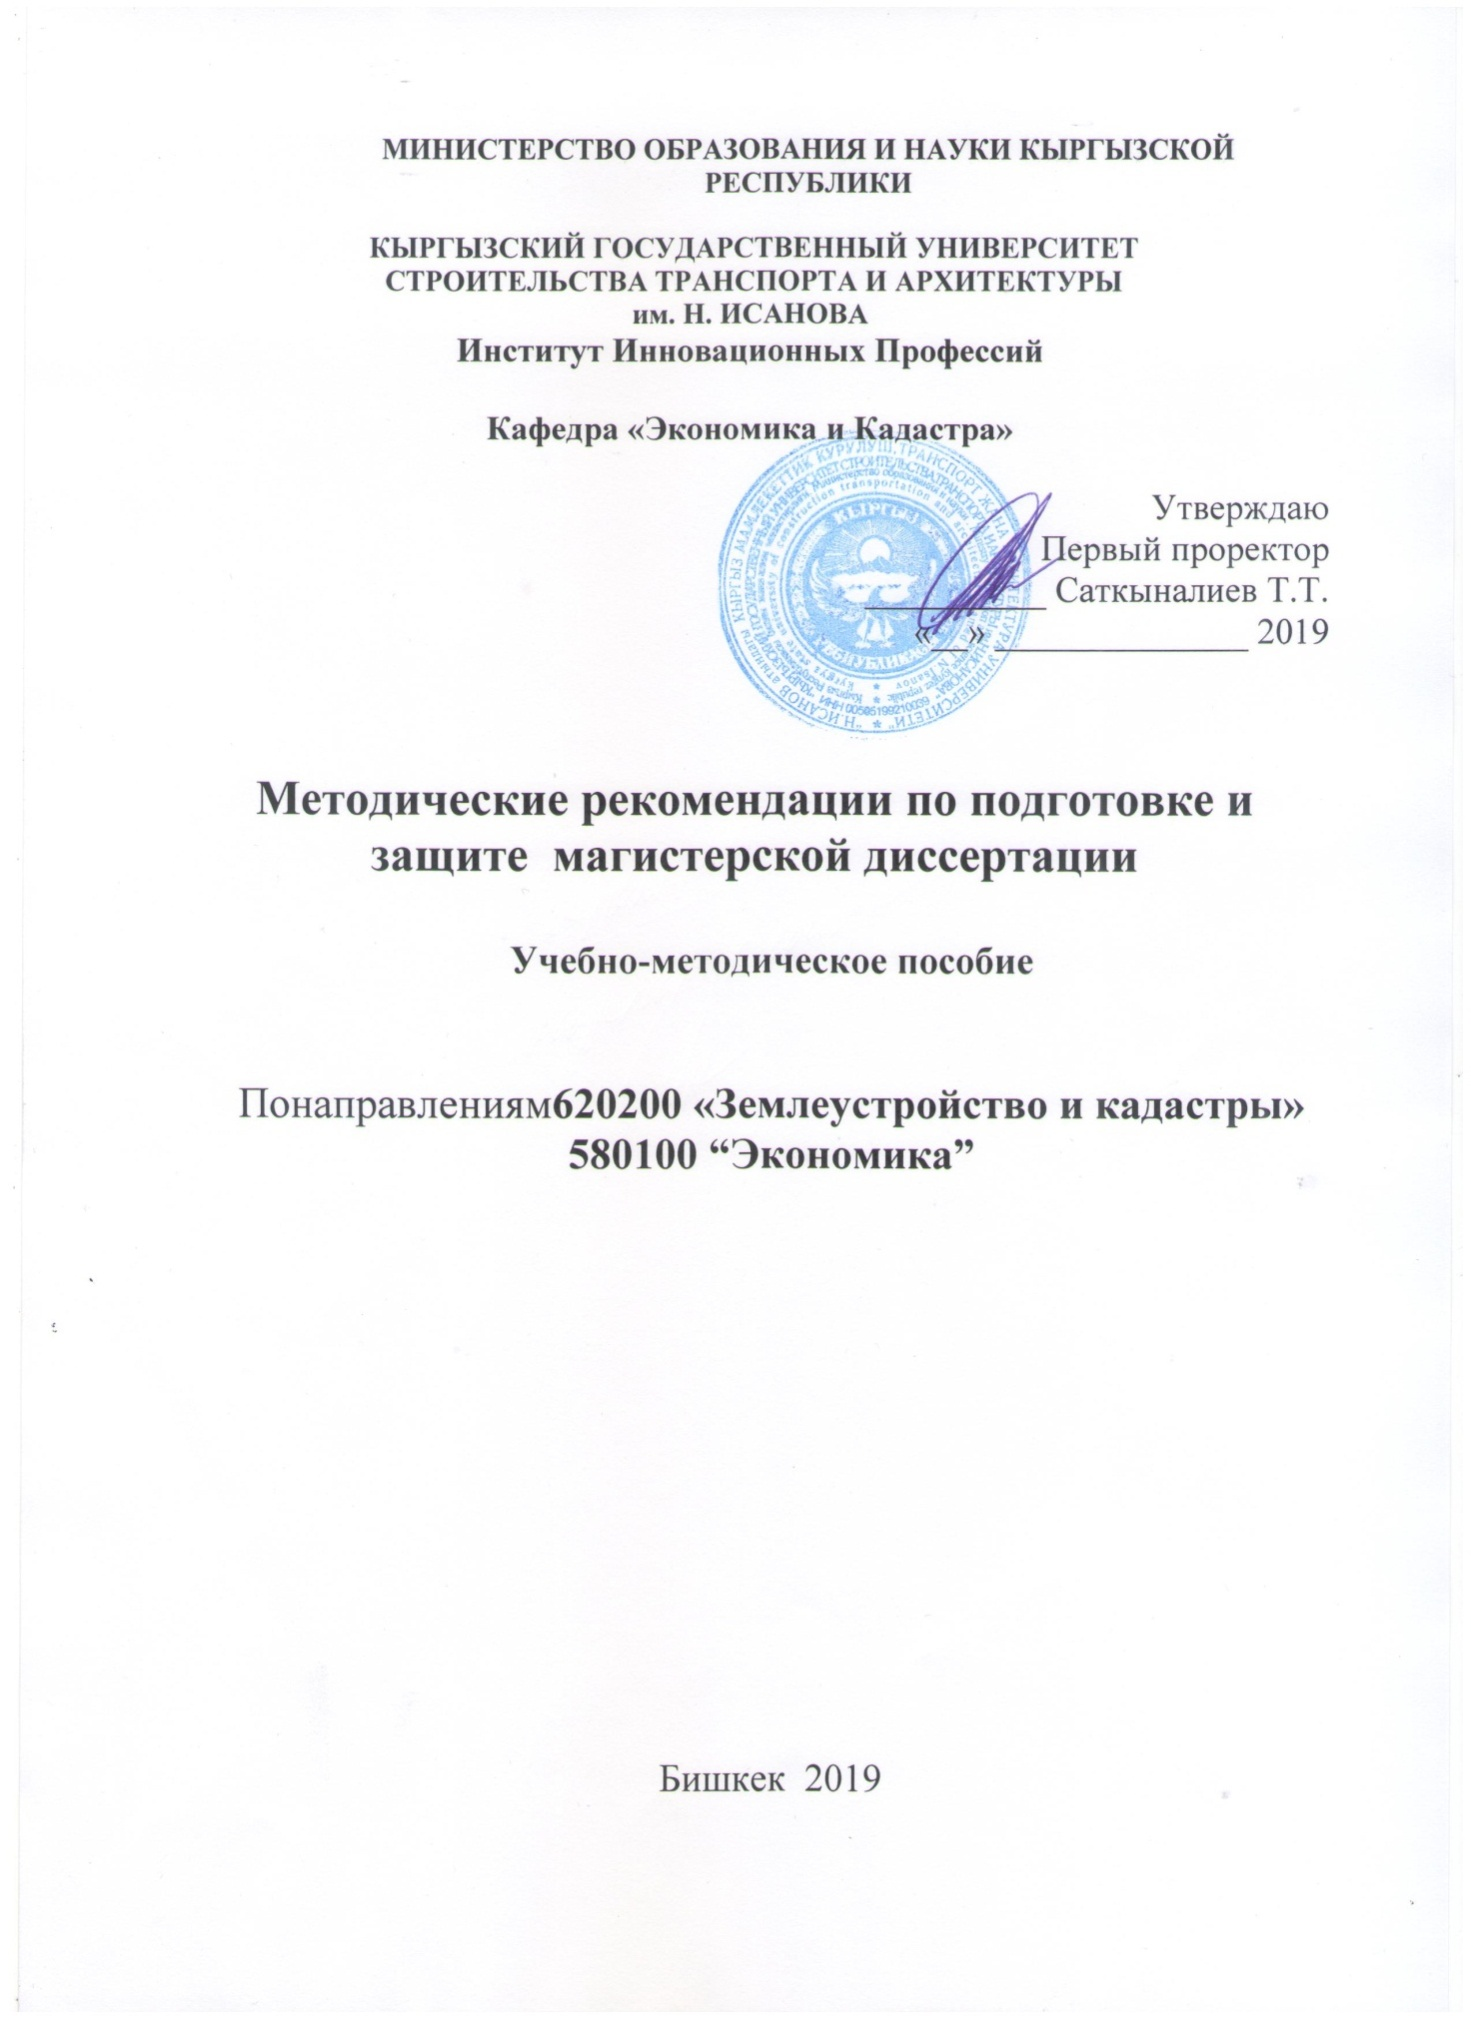 МИНИСТЕРСТВО ОБРАЗОВАНИЯ И НАУКИ КЫРГЫЗСКОЙ
РЕСПУБЛИКИ
КЫРГЫЗСКИЙ ГОСУДАРСТВЕННЫЙ УНИВЕРСИТЕТ
СТРОИТЕЛЬСТВА ТРАНСПОРТА И АРХИТЕКТУРЫ
им. Н. ИСАНОВА
Институт Инновационных Профессий
Кафедра «Экономика и Кадастра»
Утверждаю
Первый проректор
__________ Саткыналиев Т.Т.
«__» ______________ 2019
Методические рекомендации по подготовке и
защите магистерской диссертации
Учебно-методическое пособие
Понаправлениям620200 «Землеустройство и кадастры»
580100 “Экономика”
Бишкек 2019